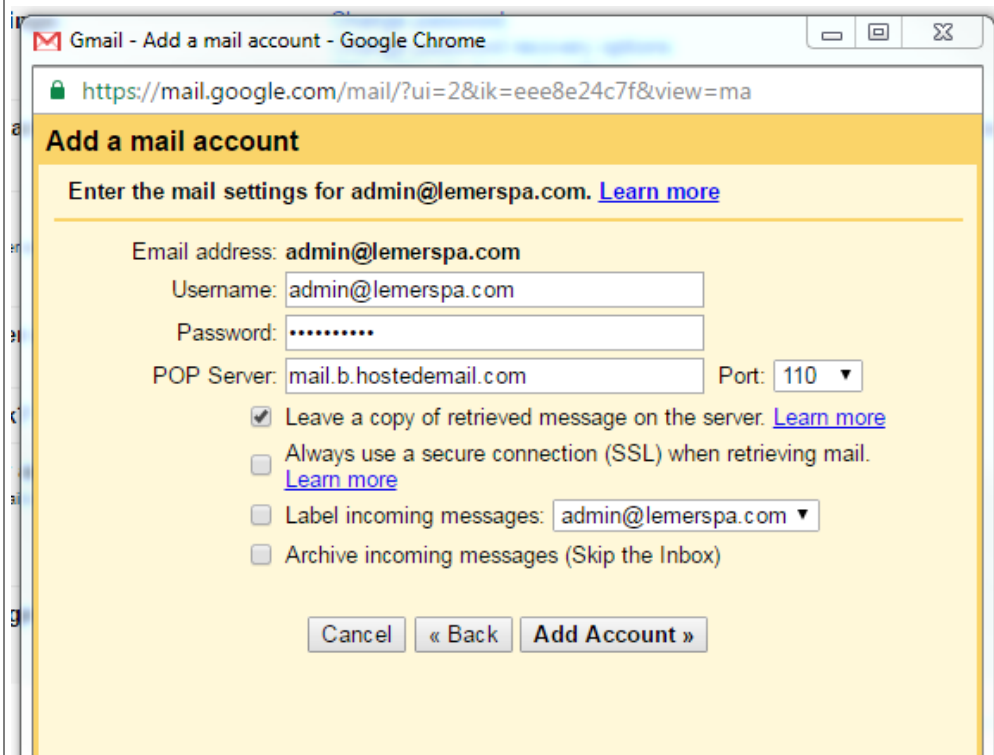 Gmail - Add a mail account - Google Chrome
https://mail.google.com/mail/?ui=2&ik=eee8e24c7f&view=ma
Add a mail account
Enter the mail settings for admin@lemerspa.com. Learn more
Email address: admin@lemerspa.com
Username: admin@lemerspa.com
Password: ••••••••••
POP Server: mail.b.hostedemail.com Port: 110
Leave a copy of retrieved message on the server. Learn more
Always use a secure connection (SSL) when retrieving mail.
Learn more
Label incoming messages: admin@lemerspa.com
Archive incoming messages (Skip the Inbox)
Cancel « Back Add Account »